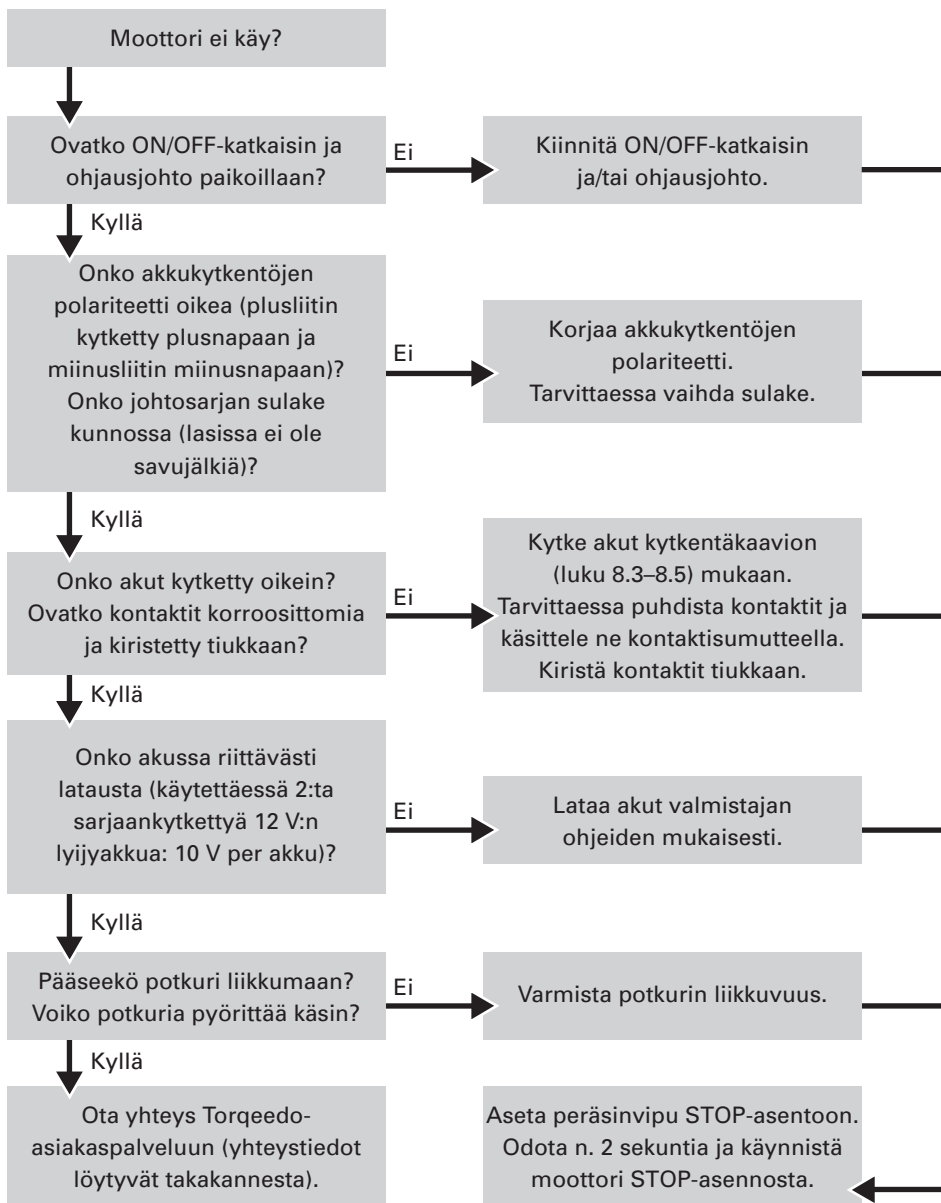 Moottori ei käy?
Ovatko ON/OFF-katkaisin ja
ohjausjohto paikoillaan?
Ei
Kiinnitä ON/OFF-katkaisin
ja/tai ohjausjohto.
Kyllä
Onko akkukytkentöjen
polariteetti oikea (plusliitin
kytketty plusnapaan ja
miinusliitin miinusnapaan)?
Onko johtosarjan sulake
kunnossa (lasissa ei ole
savujälkiä)?
Ei
Korjaa akkukytkentöjen
polariteetti.
Tarvittaessa vaihda sulake.
Kyllä
Onko akut kytketty oikein?
Ovatko kontaktit korroosittomia
ja kiristetty tiukkaan?
Ei
Kytke akut kytkentäkaavion
(luku 8.3–8.5) mukaan.
Tarvittaessa puhdista kontaktit ja
käsittele ne kontaktisumutteella.
Kiristä kontaktit tiukkaan.
Kyllä
Onko akussa riittävästi
latausta (käytettäessä 2:ta
sarjaankytkettyä 12 V:n
lyijyakkua: 10 V per akku)?
Ei
Lataa akut valmistajan
ohjeiden mukaisesti.
Kyllä
Pääseekö potkuri liikkumaan?
Voiko potkuria pyörittää käsin?
Ei
Varmista potkurin liikkuvuus.
Kyllä
Ota yhteys Torqeedo-
asiakaspalveluun (yhteystiedot
löytyvät takakannesta).
Aseta peräsinvipu STOP-asentoon.
Odota n. 2 sekuntia ja käynnistä
moottori STOP-asennosta.